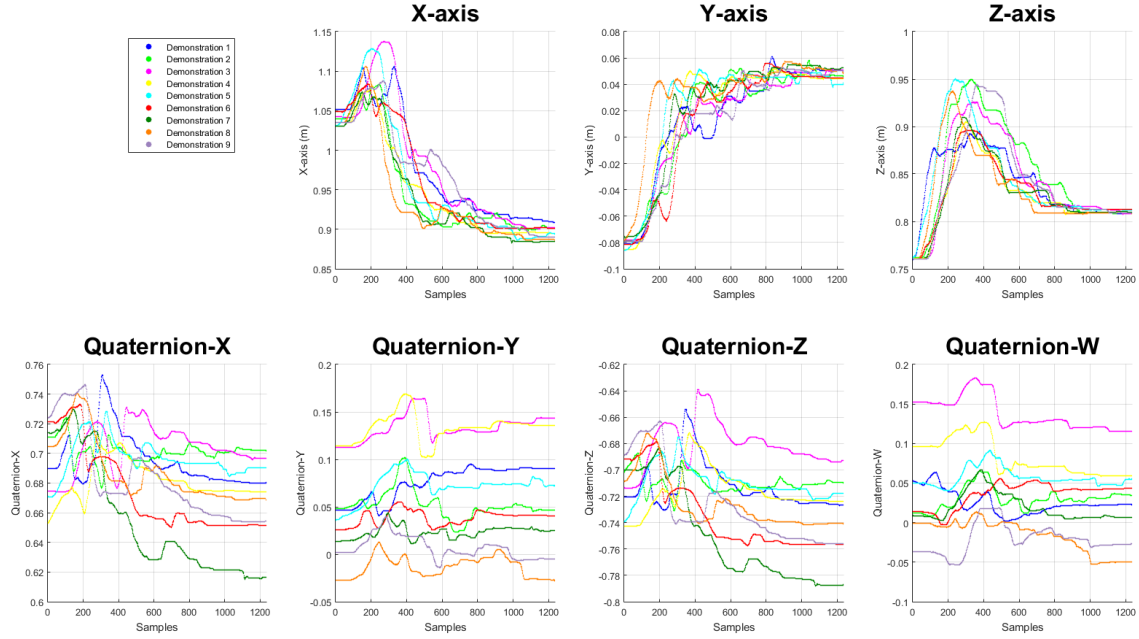 X-axis
Y-axis
Z-axis
Demonstration 1
Demonstration 2
Demonstration 3
Demonstration 4
Demonstration 5
Demonstration 6
Demonstration 7
Demonstration 8
Demonstration 9
X-axis (m)
1.15
1.1
1.05
1
0.95
0.9
0.85
0 200 400 600 800 1000 1200
Samples
Y-axis (m)
0.08
0.06
0.04
0.02
0
-0.02
-0.04
-0.06
-0.08
-0.1
0 200 400 600 800 1000 1200
Samples
Z-axis (m)
1
0.95
0.9
0.85
0.8
0.75
0 200 400 600 800 1000 1200
Samples
Quaternion-X
Quaternion-X
0.76
0.74
0.72
0.7
0.68
0.66
0.64
0.62
0.6
0 200 400 600 800 1000 1200
Samples
Quaternion-Y
Quaternion-Y
0.2
0.15
0.1
0.05
0
-0.05
0 200 400 600 800 1000 1200
Samples
Quaternion-Z
Quaternion-Z
-0.62
-0.64
-0.66
-0.68
-0.7
-0.72
-0.74
-0.76
-0.78
-0.8
0 200 400 600 800 1000 1200
Samples
Quaternion-W
Quaternion-W
0.2
0.15
0.1
0.05
0
-0.05
-0.1
0 200 400 600 800 1000 1200
Samples